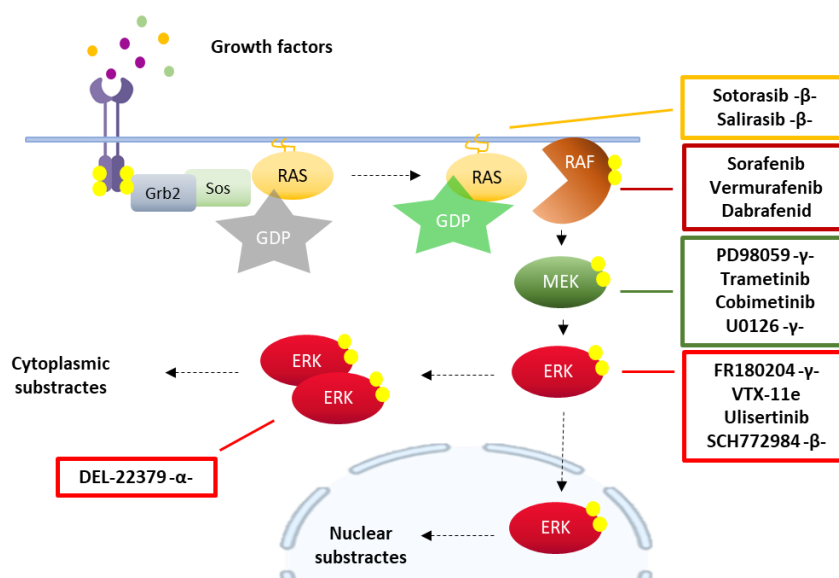 Growth factors
Sotorasib -β-
Salirasib -β-
RAS
RAS
RAF
Grb2
Sos
GDP
GDP
Sorafenib
Vermurafenib
Dabrafenid
MEK
PD98059 -γ-
Trametinib
Cobimetinib
U0126 -γ-
Cytoplasmic
substractes
ERK
ERK
ERK
FR180204 -γ-
VTX-11e
Ulisertinib
SCH772984 -β-
DEL-22379 -α-
Nuclear
substractes
ERK